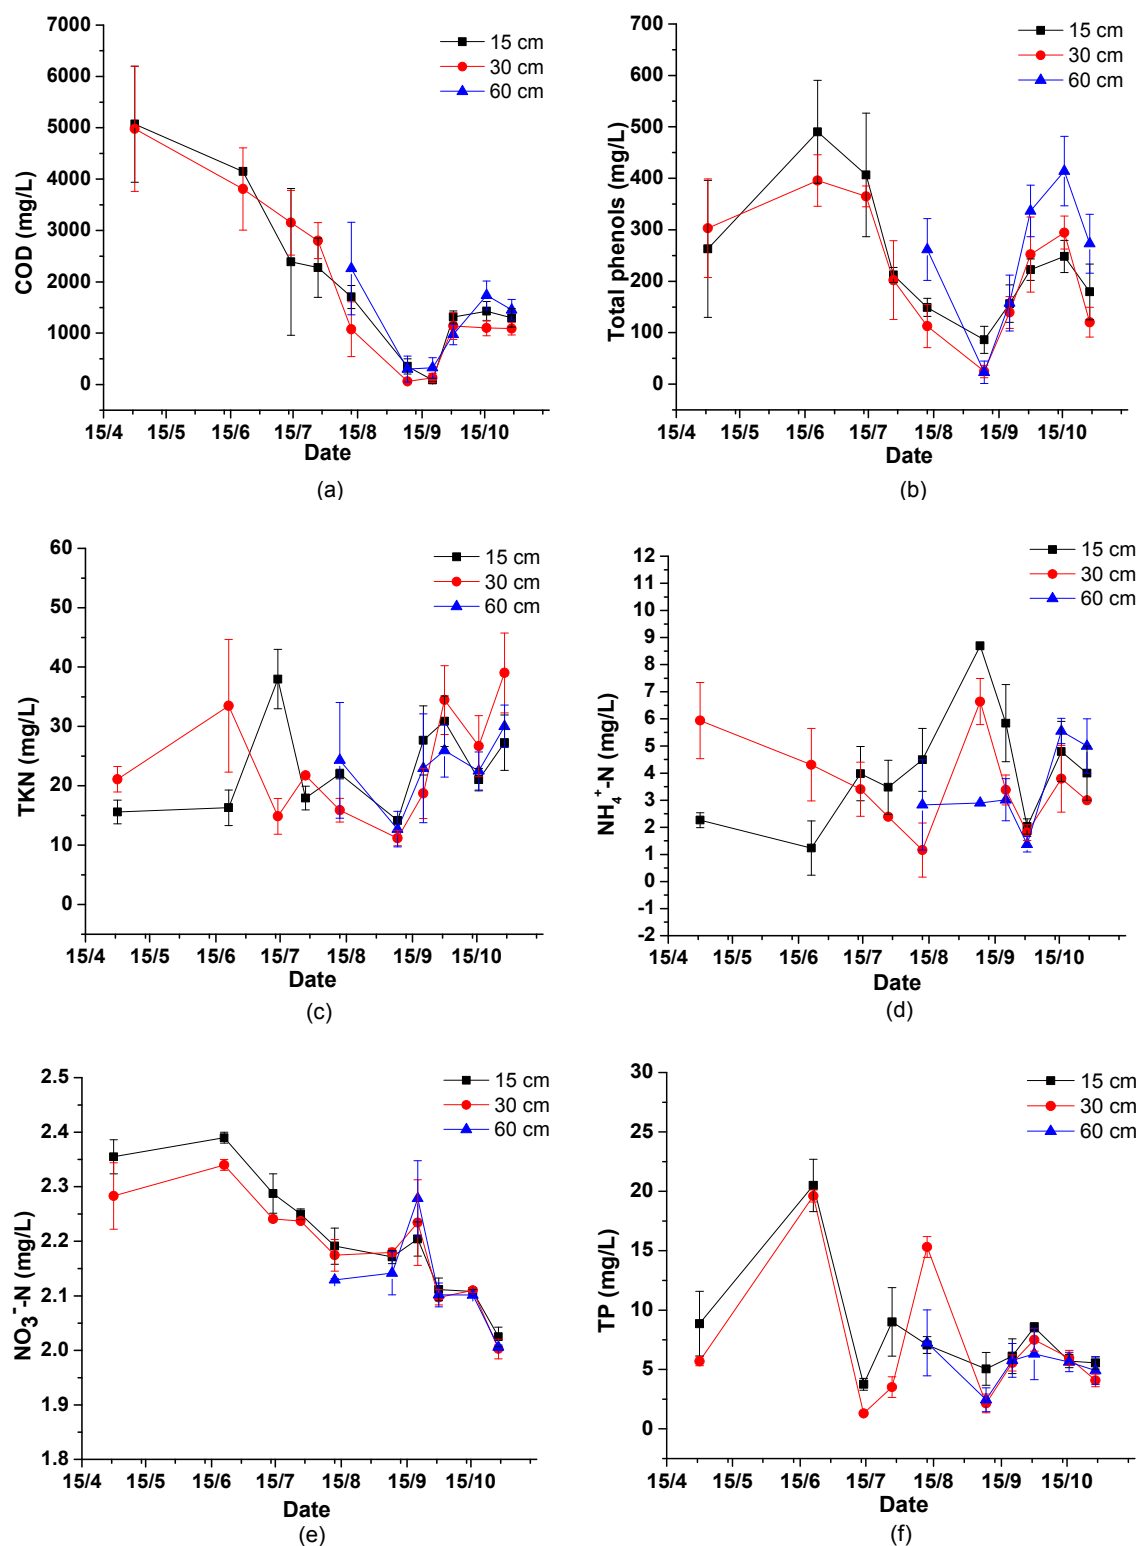 7000
6000
5000
4000
3000
2000
1000
0
COD (mg/L)
15 cm
30 cm
60 cm
15/4 15/5 15/6 15/7 15/8 15/9 15/10
Date
(a)
700
600
500
400
300
200
100
0
Total phenols (mg/L)
15 cm
30 cm
60 cm
15/4 15/5 15/6 15/7 15/8 15/9 15/10
Date
(b)
60
50
40
30
20
10
0
TKN (mg/L)
15 cm
30 cm
60 cm
15/4 15/5 15/6 15/7 15/8 15/9 15/10
Date
(c)
12
11
10
9
8
7
6
5
4
3
2
1
0
-1
-2
NH4+-N (mg/L)
15 cm
30 cm
60 cm
15/4 15/5 15/6 15/7 15/8 15/9 15/10
Date
(d)
2.5
2.4
2.3
2.2
2.1
2.0
1.9
1.8
NO3--N (mg/L)
15 cm
30 cm
60 cm
15/4 15/5 15/6 15/7 15/8 15/9 15/10
Date
(e)
30
25
20
15
10
5
0
TP (mg/L)
15 cm
30 cm
60 cm
15/4 15/5 15/6 15/7 15/8 15/9 15/10
Date
(f)